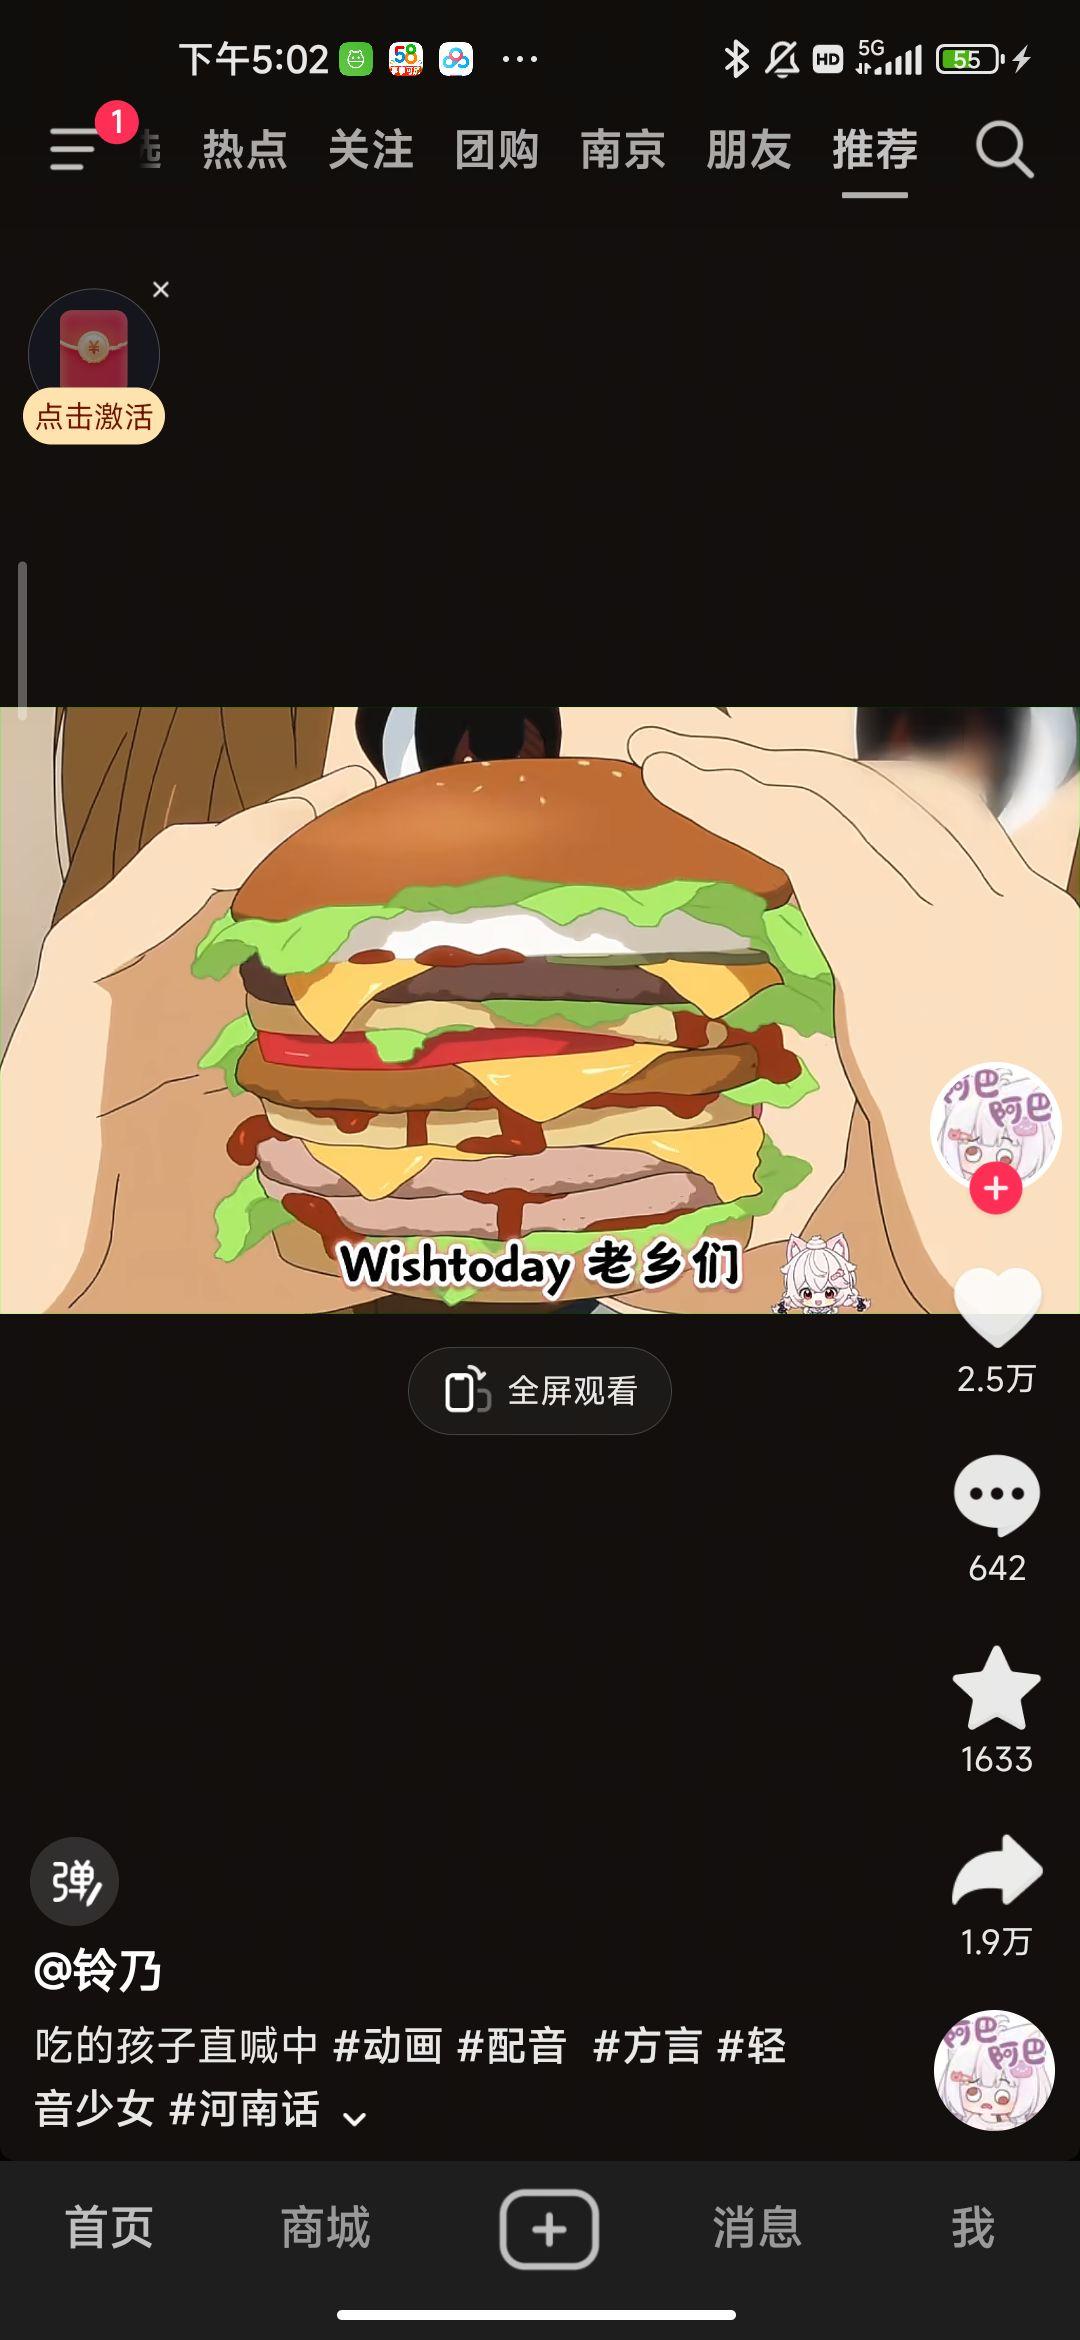 下午5:02
58
HD
5G
55
1
选 热点 关注 团购 南京 朋友 推荐
点击激活
阿巴
阿巴
Wishtoday 老乡们
2.5万
全屏观看
642
1633
1.9万
弹
@铃乃
吃的孩子直喊中 #动画 #配音 #方言 #轻
音少女 #河南话
阿巴
阿巴
首页 商城 消息 我